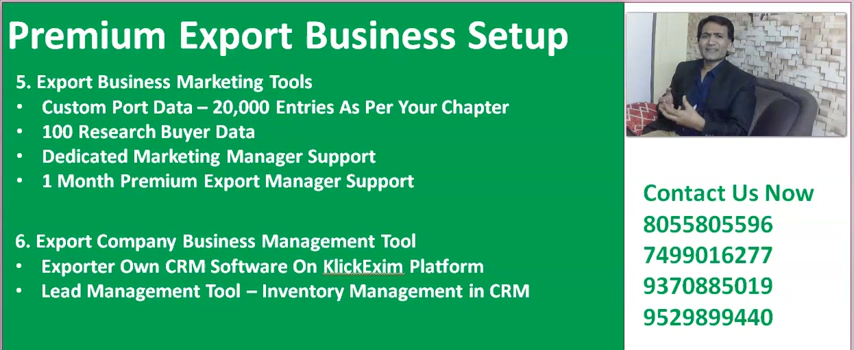 Premium Export Business Setup
5. Export Business Marketing Tools
• Custom Port Data – 20,000 Entries As Per Your Chapter
• 100 Research Buyer Data
• Dedicated Marketing Manager Support
• 1 Month Premium Export Manager Support
6. Export Company Business Management Tool
• Exporter Own CRM Software On KlickExim Platform
• Lead Management Tool – Inventory Management in CRM
Contact Us Now
8055805596
7499016277
9370885019
9529899440